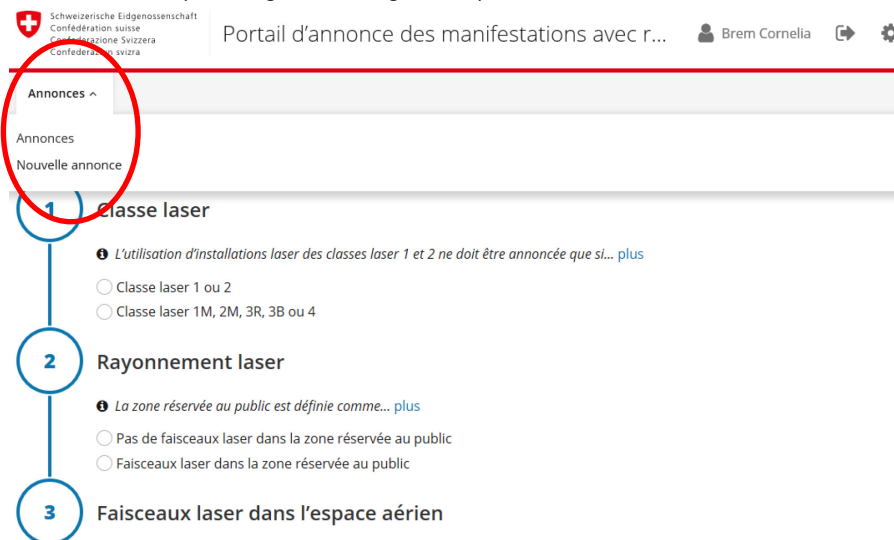 Schweizerische Eidgenossenschaft
Confédération suisse
Confederazione Svizzera
Confederaziun svizra
Portail d'annonce des manifestations avec r...
Brem Cornelia
Annonces
Annonces
Nouvelle annonce
1
Classe laser
L'utilisation d'installations laser des classes laser 1 et 2 ne doit être annoncée que si... plus
Classe laser 1 ou 2
Classe laser 1M, 2M, 3R, 3B ou 4
2
Rayonnement laser
La zone réservée au public est définie comme... plus
Pas de faisceaux laser dans la zone réservée au public
Faisceaux laser dans la zone réservée au public
3
Faisceaux laser dans l'espace aérien